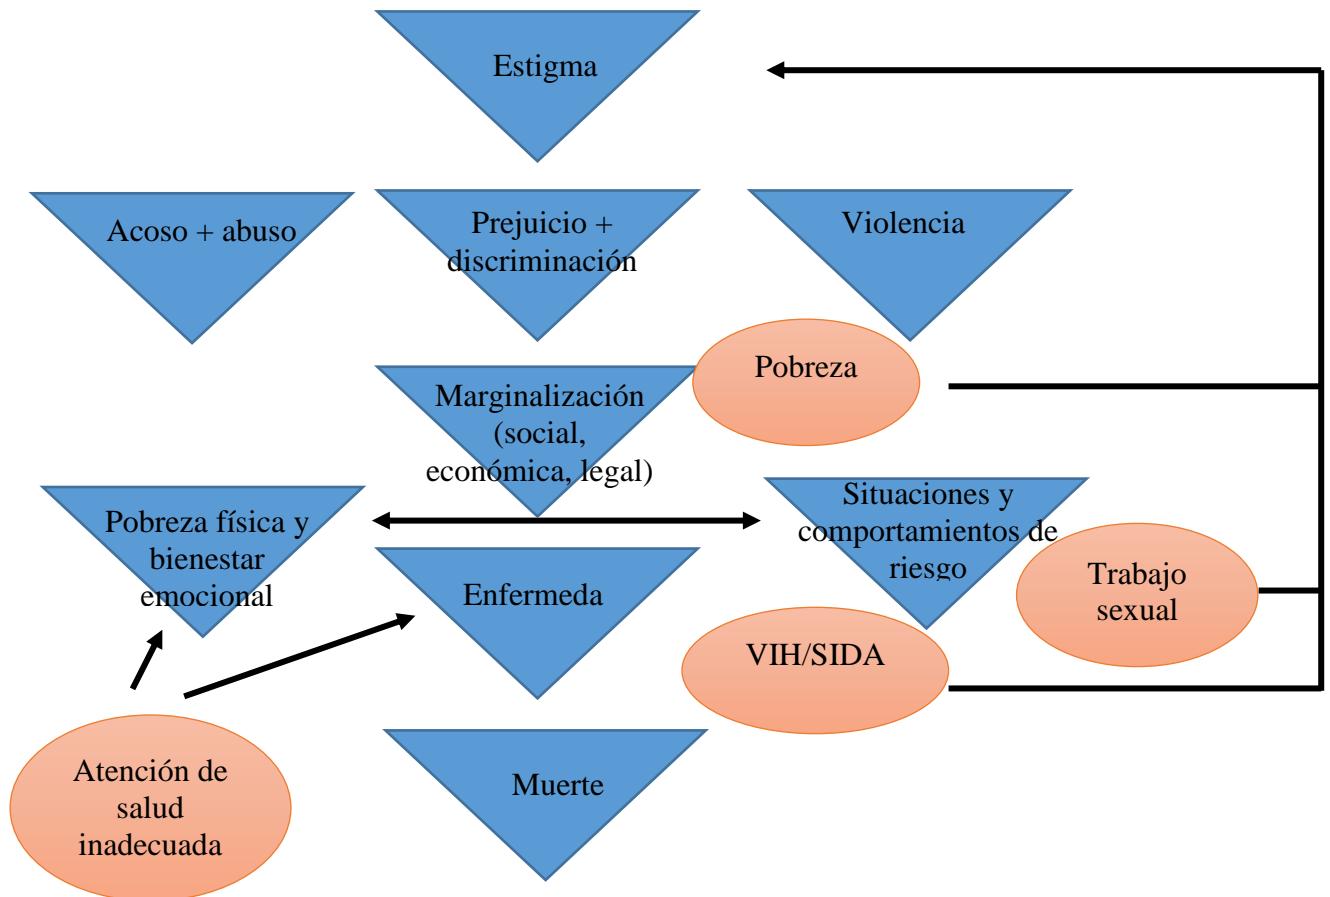 Estigma
Acoso + abuso
Prejuicio +
discriminación
Violencia
Pobreza
Marginalización
(social,
económica, legal)
Pobreza física y
bienestar
emocional
Situaciones y
comportamientos de
riesgo
Enfermeda
Trabajo
sexual
VIH/SIDA
Atención de
salud
inadecuada
Muerte